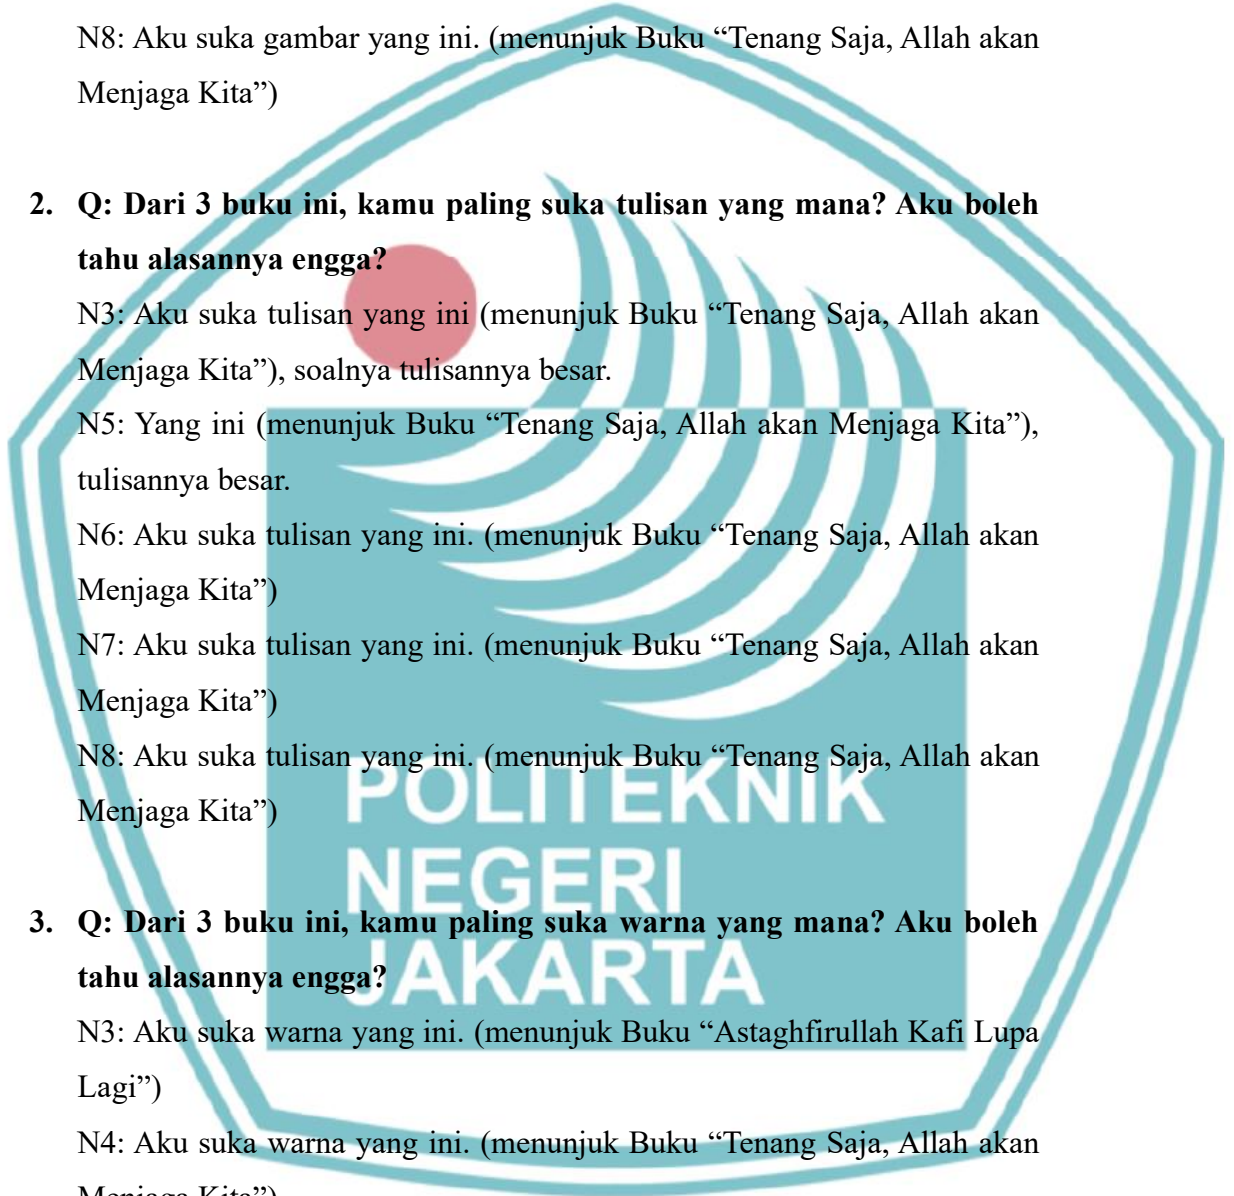 N8: Aku suka gambar yang ini. (menunjuk Buku “Tenang Saja, Allah akan
Menjaga Kita”)
2. Q: Dari 3 buku ini, kamu paling suka tulisan yang mana? Aku boleh
tahu alasannya engga?
N3: Aku suka tulisan yang ini (menunjuk Buku “Tenang Saja, Allah akan
Menjaga Kita”), soalnya tulisannya besar.
N5: Yang ini (menunjuk Buku “Tenang Saja, Allah akan Menjaga Kita”),
tulisannya besar.
N6: Aku suka tulisan yang ini. (menunjuk Buku “Tenang Saja, Allah akan
Menjaga Kita”)
N7: Aku suka tulisan yang ini. (menunjuk Buku “Tenang Saja, Allah akan
Menjaga Kita”)
N8: Aku suka tulisan yang ini. (menunjuk Buku “Tenang Saja, Allah akan
Menjaga Kita”)
POLITEKNIK
NEGERI
JAKARTA
3. Q: Dari 3 buku ini, kamu paling suka warna yang mana? Aku boleh
tahu alasannya engga?
N3: Aku suka warna yang ini. (menunjuk Buku “Astaghfirullah Kafi Lupa
Lagi”)
N4: Aku suka warna yang ini. (menunjuk Buku “Tenang Saja, Allah akan
Menjaga Kita”)